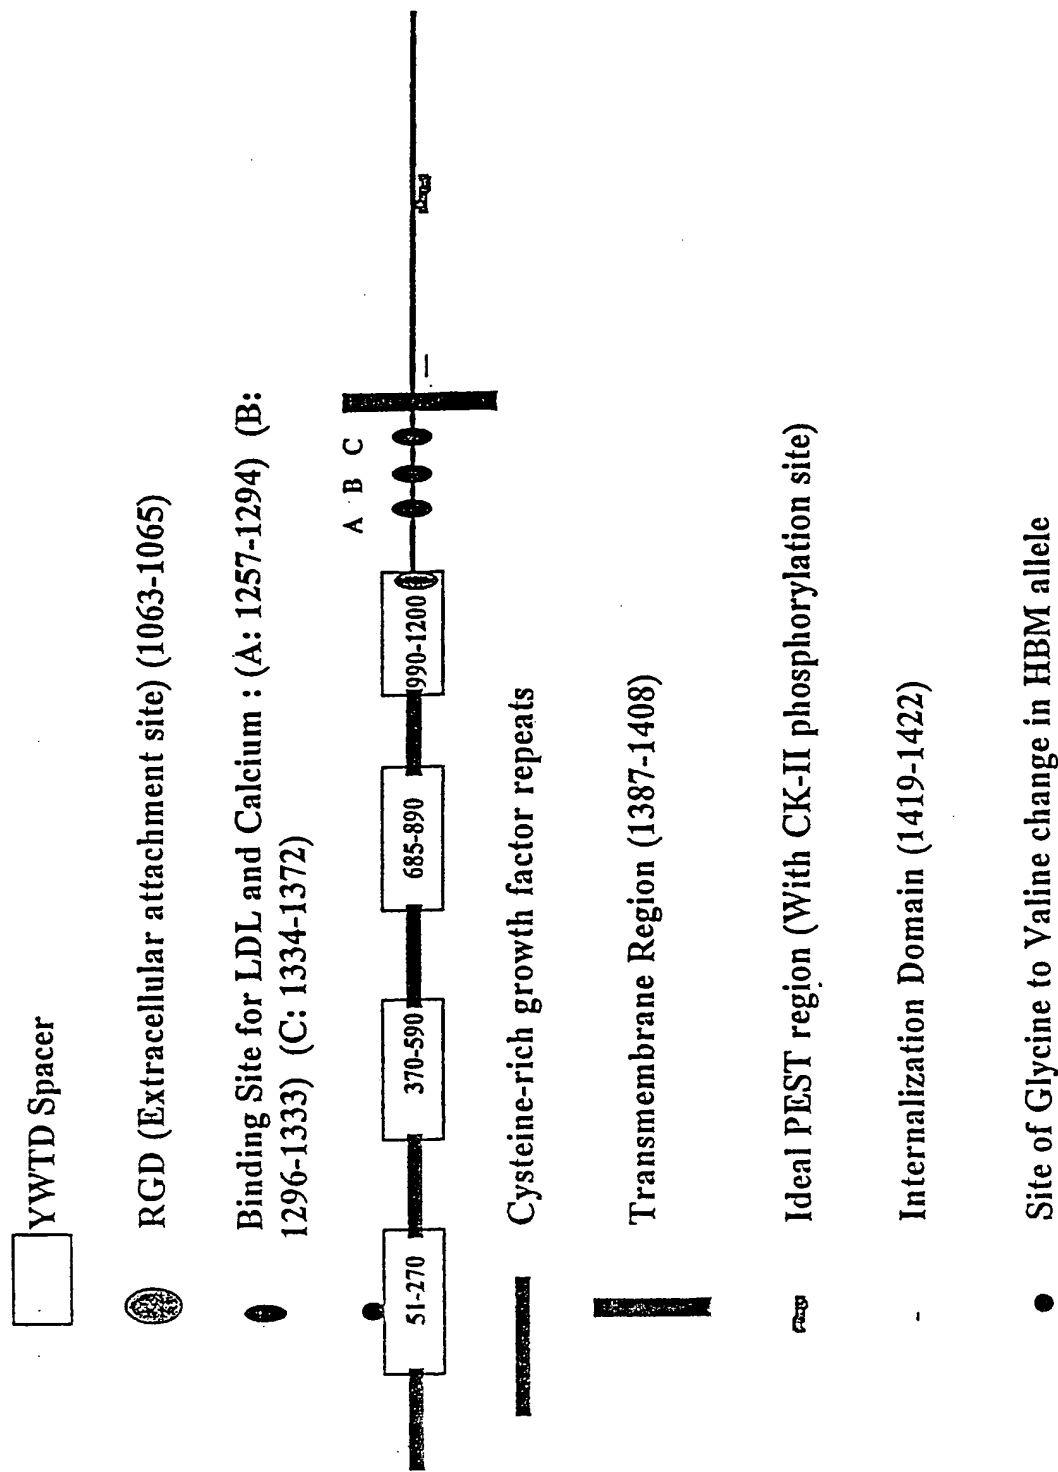 YWTD Spacer
RGD (Extracellular attachment site) (1063-1065)
Binding Site for LDL and Calcium : (A: 1257-1294) (B:
1296-1333) (C: 1334-1372)
A B C
51-270 370-590 685-890 990-1200
Cysteine-rich growth factor repeats
Transmembrane Region (1387-1408)
Ideal PEST region (With CK-II phosphorylation site)
Internalization Domain (1419-1422)
Site of Glycine to Valine change in HBM allele